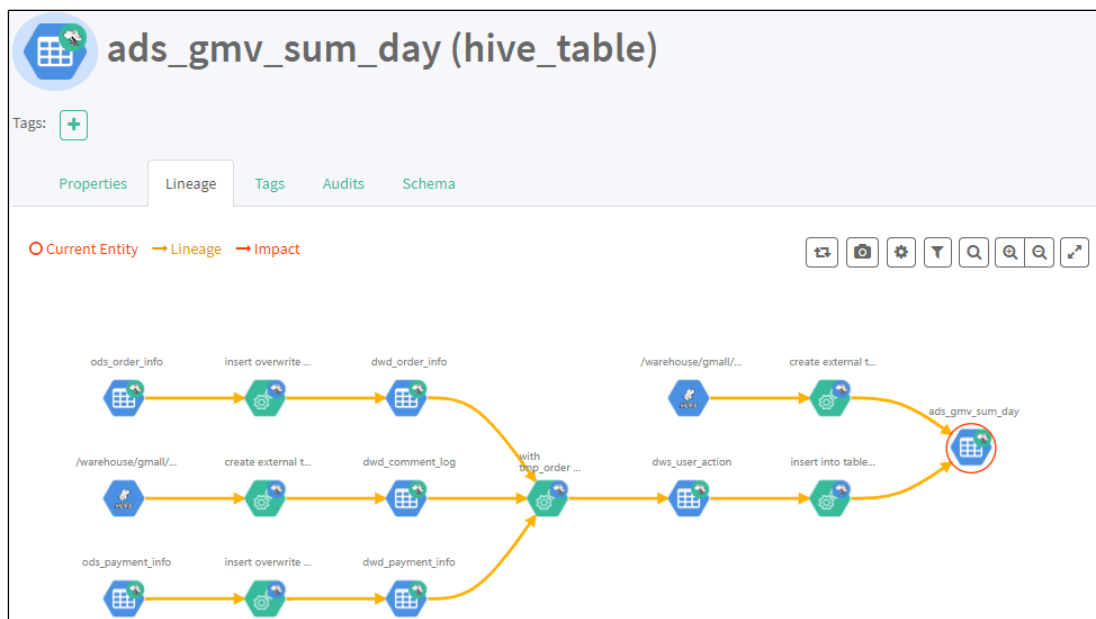 ads_gmv_sum_day (hive_table)
Tags:
Properties Lineage Tags Audits Schema
Current Entity Lineage Impact
ods_order_info insert overwrite ... dwd_order_info /warehouse/gmall/... create external t...
ads_gmv_sum_day
/warehouse/gmall/... create external t... dwd_comment_log with
tmp_order ... dws_user_action insert into table...
ods_payment_info insert overwrite ... dwd_payment_info